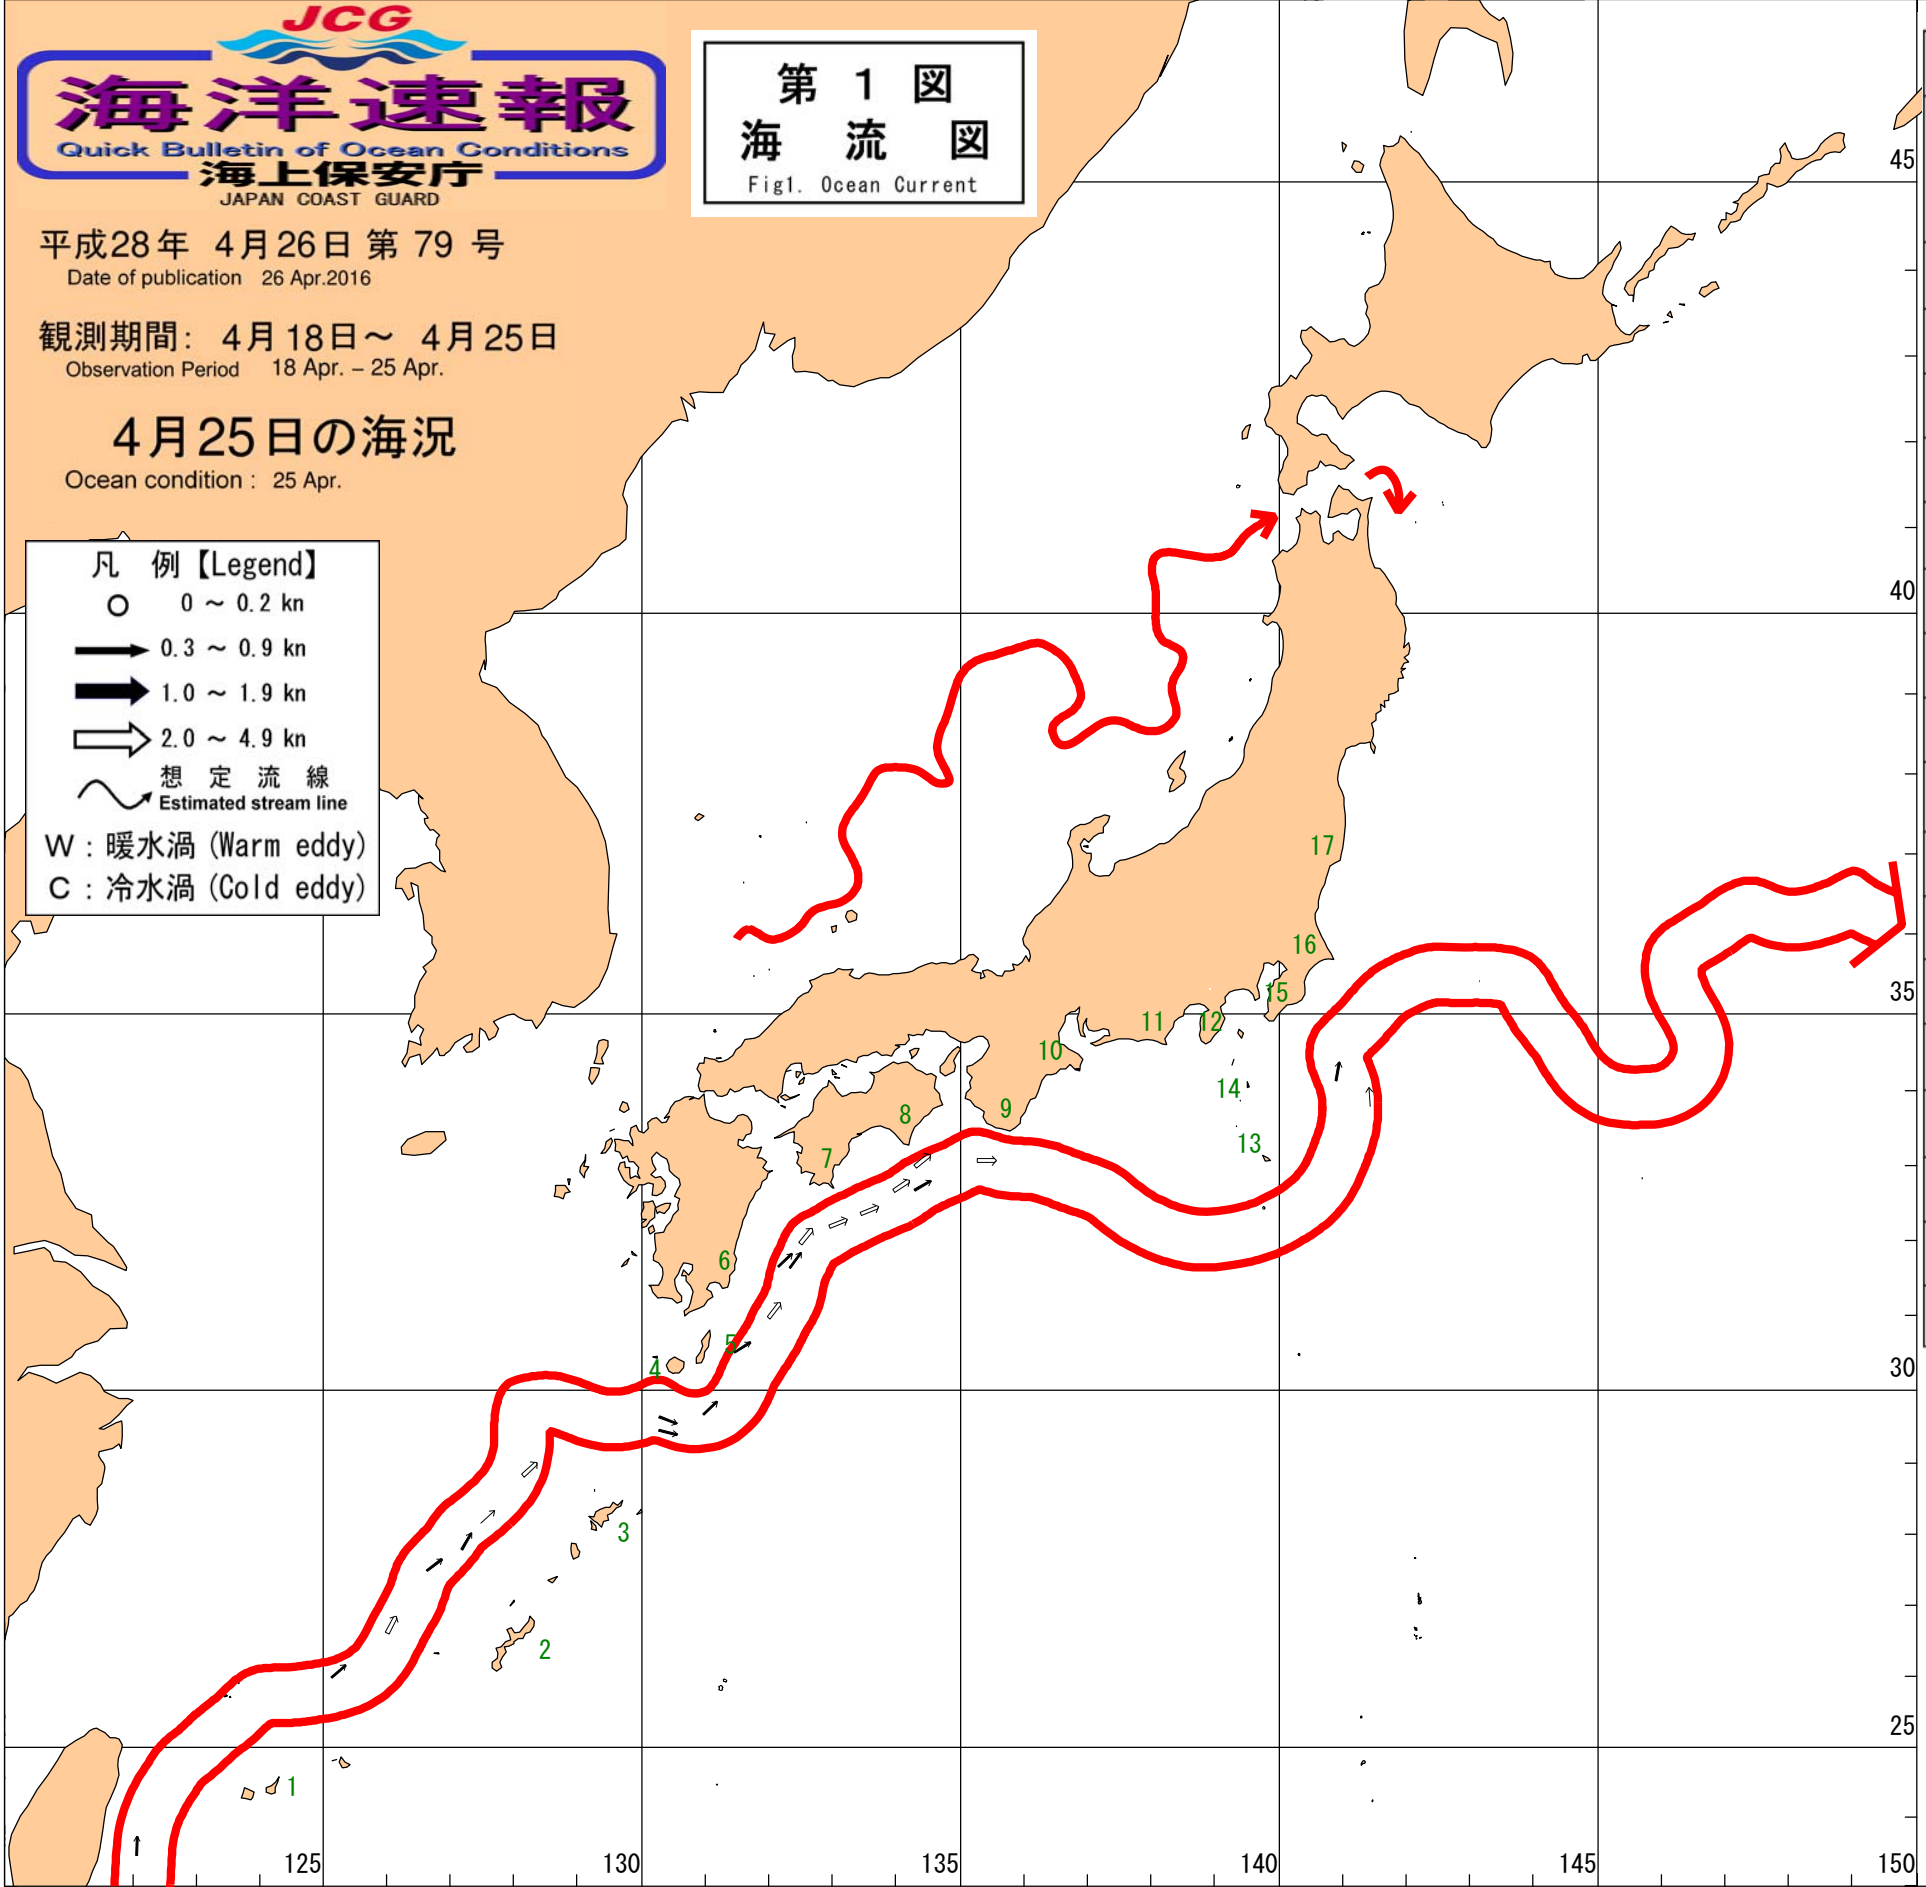 JCG
海洋速報
Quick Bulletin of Ocean Conditions
海上保安庁
JAPAN COAST GUARD
平成28年 4月26日 第 79 号
Date of publication 26 Apr.2016
観測期間: 4月18日～ 4月25日
Observation Period 18 Apr. – 25 Apr.
4月25日の海況
Ocean condition : 25 Apr.
第 1 図
海 流 図
Fig1. Ocean Current
凡 例【Legend】
0 ～ 0.2 kn
0.3 ～ 0.9 kn
1.0 ～ 1.9 kn
2.0 ～ 4.9 kn
想 定 流 線
Estimated stream line
W : 暖水渦 (Warm eddy)
C : 冷水渦 (Cold eddy)
45
40
35
30
25
17
16
15
12
11
10
14
13
9
8
7
6
5
4
3
2
1
125
130
135
140
145
150